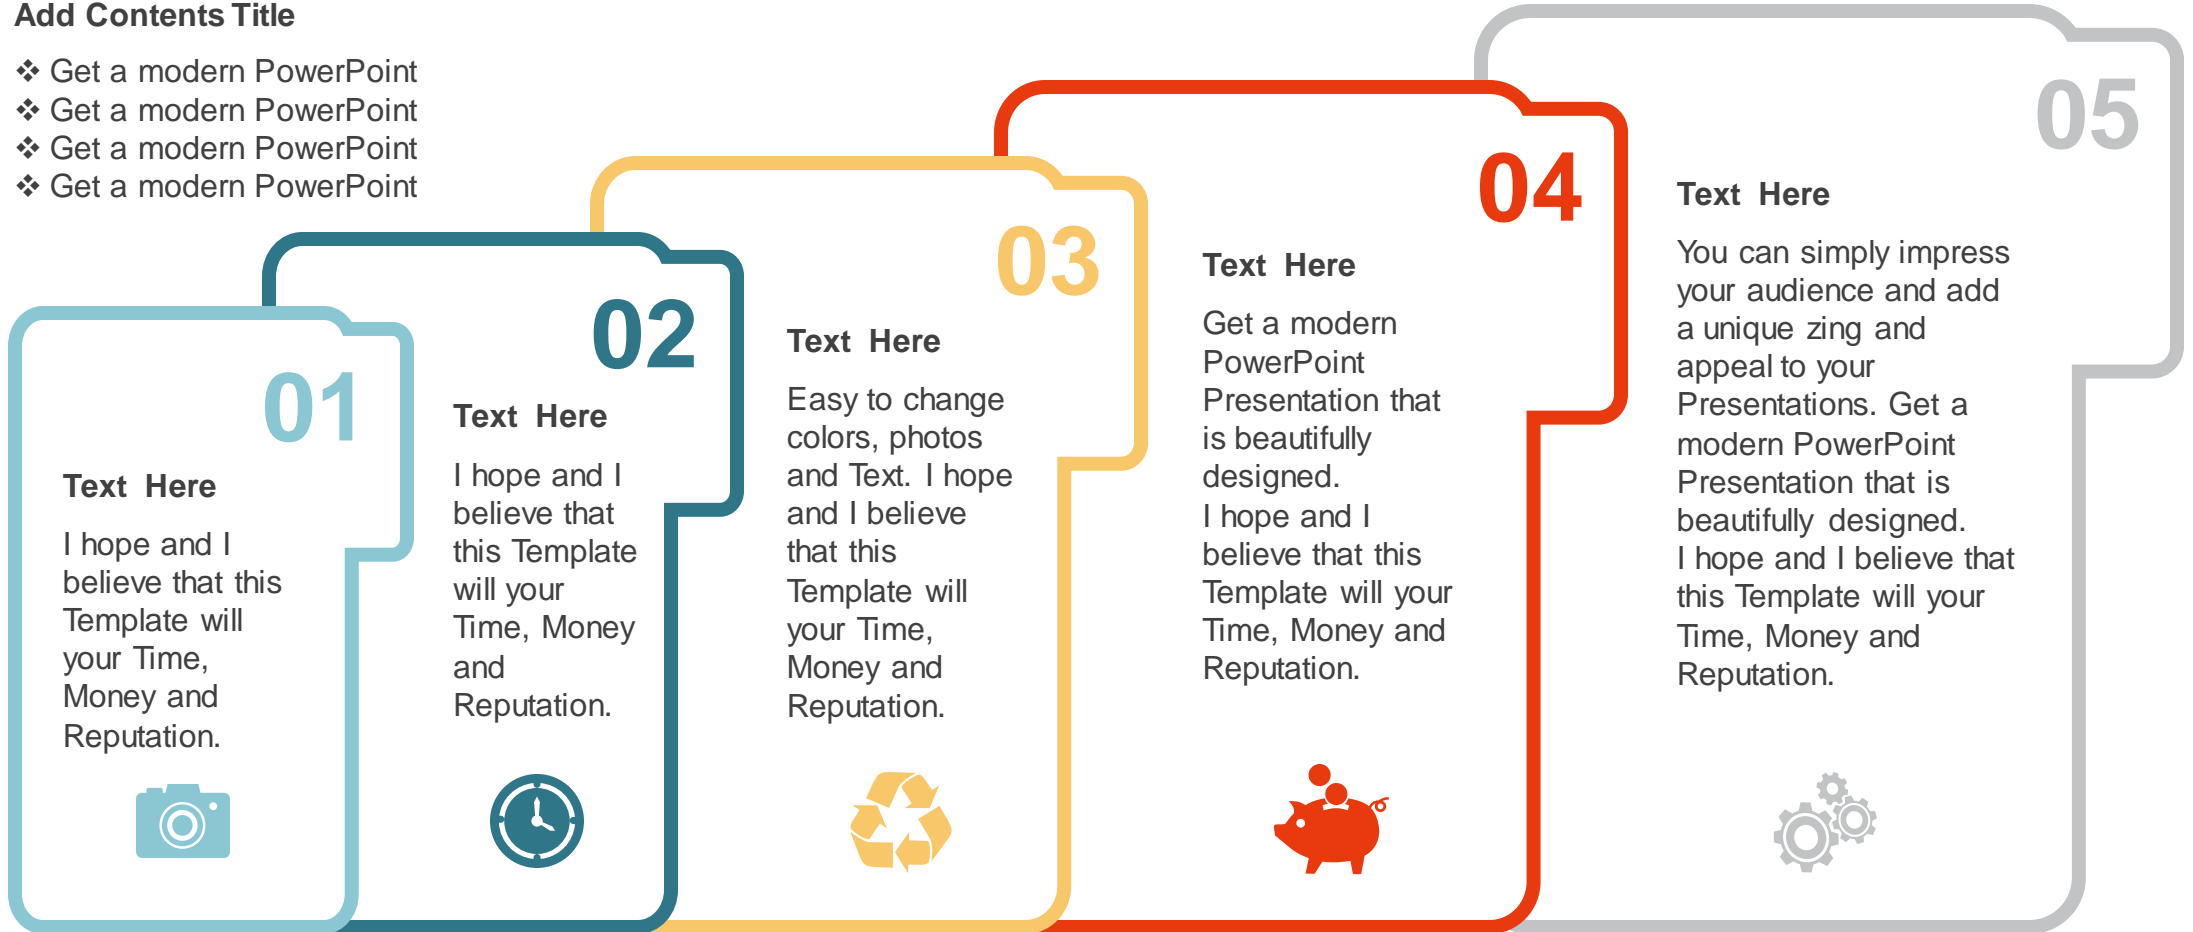 Add Contents Title
❖ Get a modern PowerPoint
❖ Get a modern PowerPoint
❖ Get a modern PowerPoint
❖ Get a modern PowerPoint
01
Text Here
I hope and I
believe that this
Template will
your Time,
Money and
Reputation.
02
Text Here
I hope and I
believe that
this Template
will your
Time, Money
and
Reputation.
03
Text Here
Easy to change
colors, photos
and Text. I hope
and I believe
that this
Template will
your Time,
Money and
Reputation.
04
Text Here
Get a modern
PowerPoint
Presentation that
is beautifully
designed.
I hope and I
believe that this
Template will your
Time, Money and
Reputation.
05
Text Here
You can simply impress
your audience and add
a unique zing and
appeal to your
Presentations. Get a
modern PowerPoint
Presentation that is
beautifully designed.
I hope and I believe that
this Template will your
Time, Money and
Reputation.